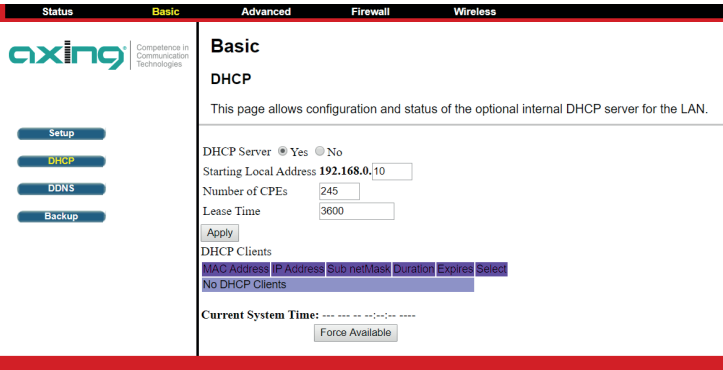 Status Basic Advanced Firewall Wireless
axing
Competence in
Communication
Technologies
Basic
DHCP
This page allows configuration and status of the optional internal DHCP server for the LAN.
Setup
DHCP
DDNS
Backup
DHCP Server Yes No
Starting Local Address 192.168.0.10
Number of CPEs 245
Lease Time 3600
Apply
DHCP Clients
MAC Address IP Address Sub netMask Duration Expires Select
No DHCP Clients
Current System Time: --- --- -- --:--:-- ----
Force Available